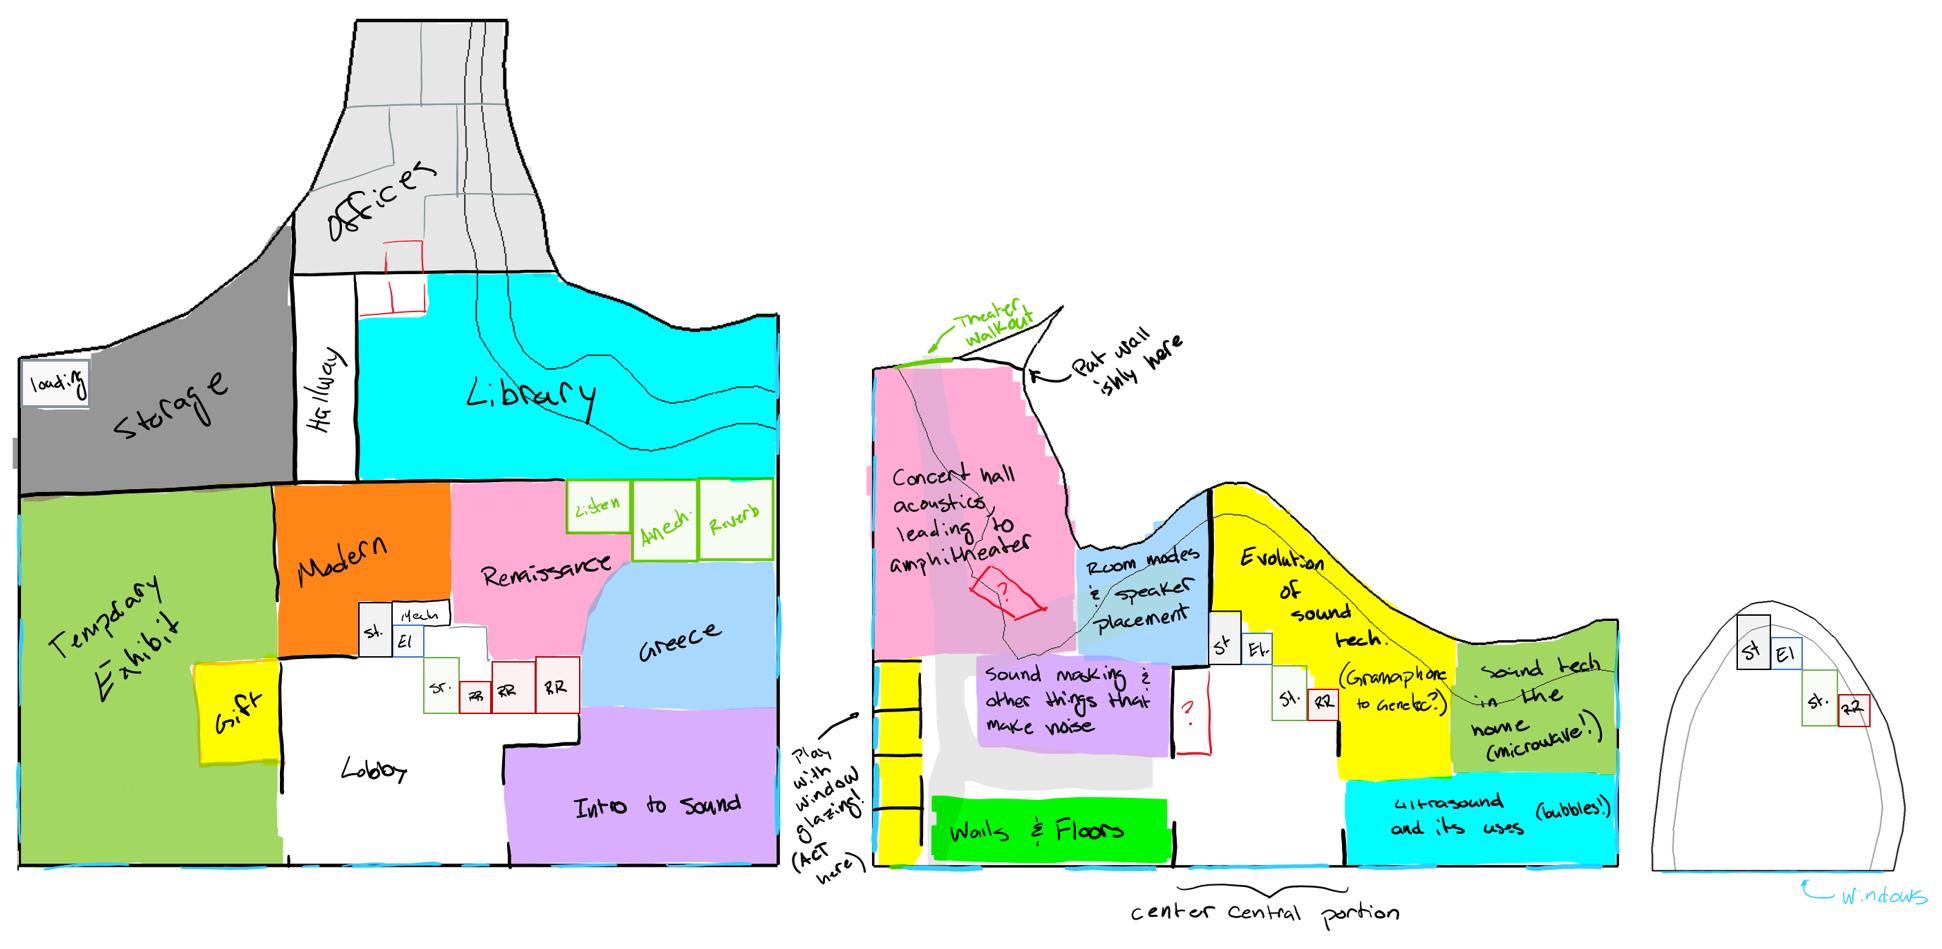 Offices
loading
Storage
Hallway
Library
Listen
Anech.
Reverb
Modern
Renaissance
Temporary
Exhibit
Mech
St.
El
Greece
St.
RR
RR
RR
Gift
Lobby
Intro to Sound
Theater
Walkout
Put wall
ishly here
Concert hall
acoustics,
leading to
amphitheater
?
Room modes
& speaker
placement
Evolution
of
sound
tech.
(Gramaphone
to Genelec?)
St
El.
St.
RR
Sound masking &
other things that
make noise
?
Sound tech
in the
home
(microwave!)
Play
with
window
glazing!
(ACT
here)
Walls & Floors
Ultrasound
and its uses
(bubbles!)
center central portion
St
El
St.
RR
Windows